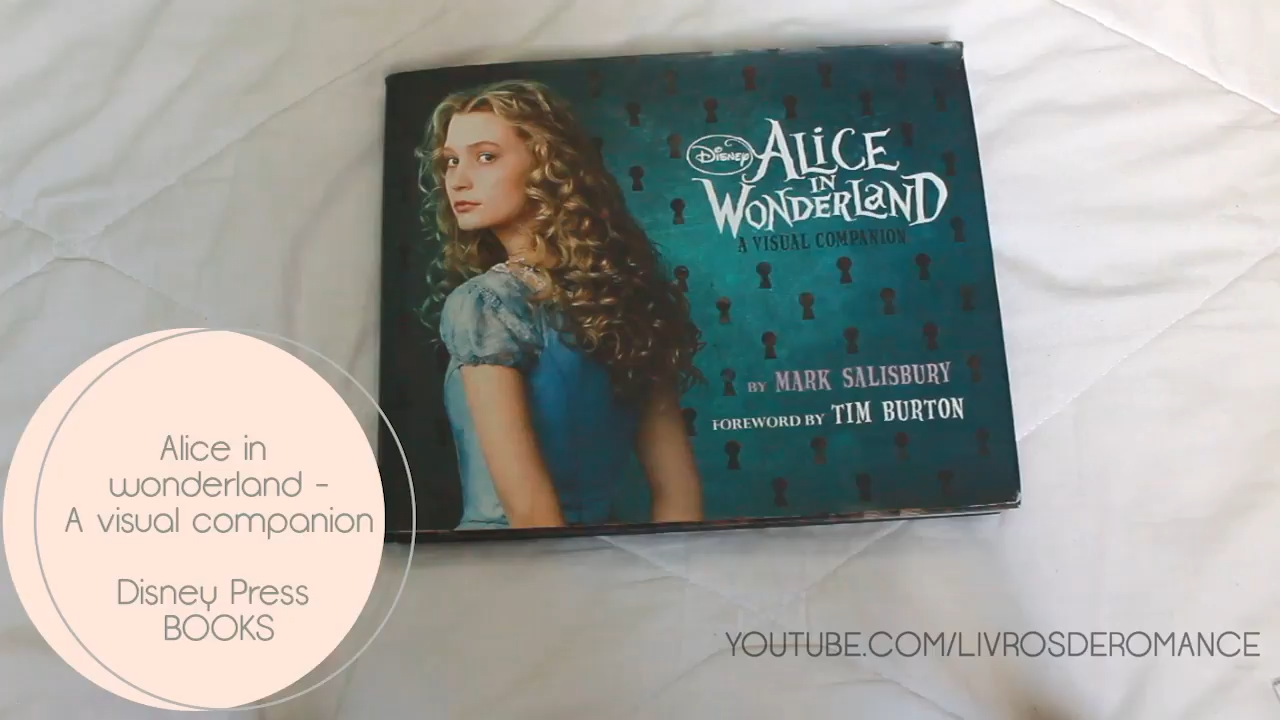 Disney
ALiCE
IN
WONDERLaND
A VISUAL COMPANION
BY MARK SALISBURY
FOREWORD BY TIM BURTON
Alice in
wonderland -
A visual companion
Disney Press
BOOKS
YOUTUBE.COM/LIVROSDEROMANCE